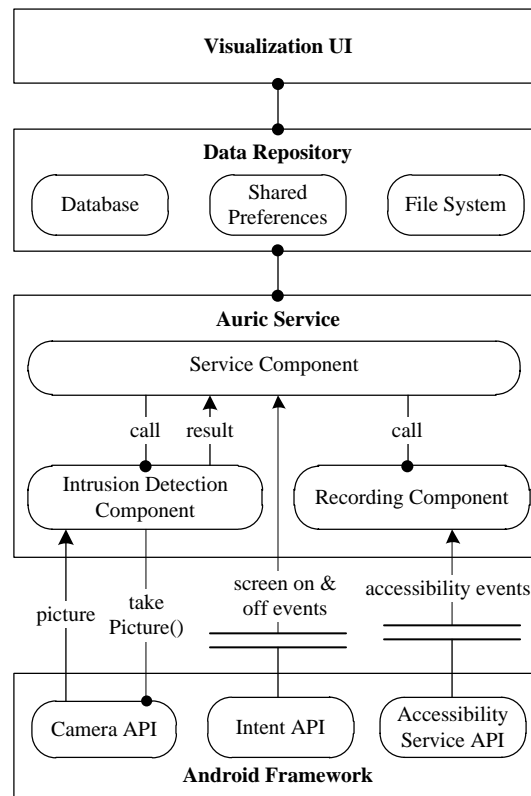 Visualization UI
Data Repository
Database
Shared
Preferences
File System
Auric Service
Service Component
call
result
call
Intrusion Detection
Component
Recording Component
picture
take
Picture()
screen on &
off events
accessibility events
Camera API
Intent API
Accessibility
Service API
Android Framework